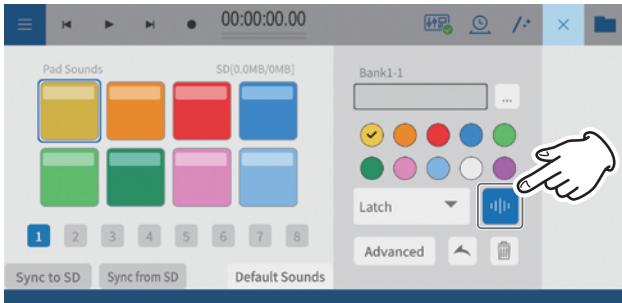 00:00:00.00
Pad Sounds
SD[0.0MB/0MB]
Bank1-1
...
Latch
1 2 3 4 5 6 7 8
Advanced
Sync to SD
Sync from SD
Default Sounds